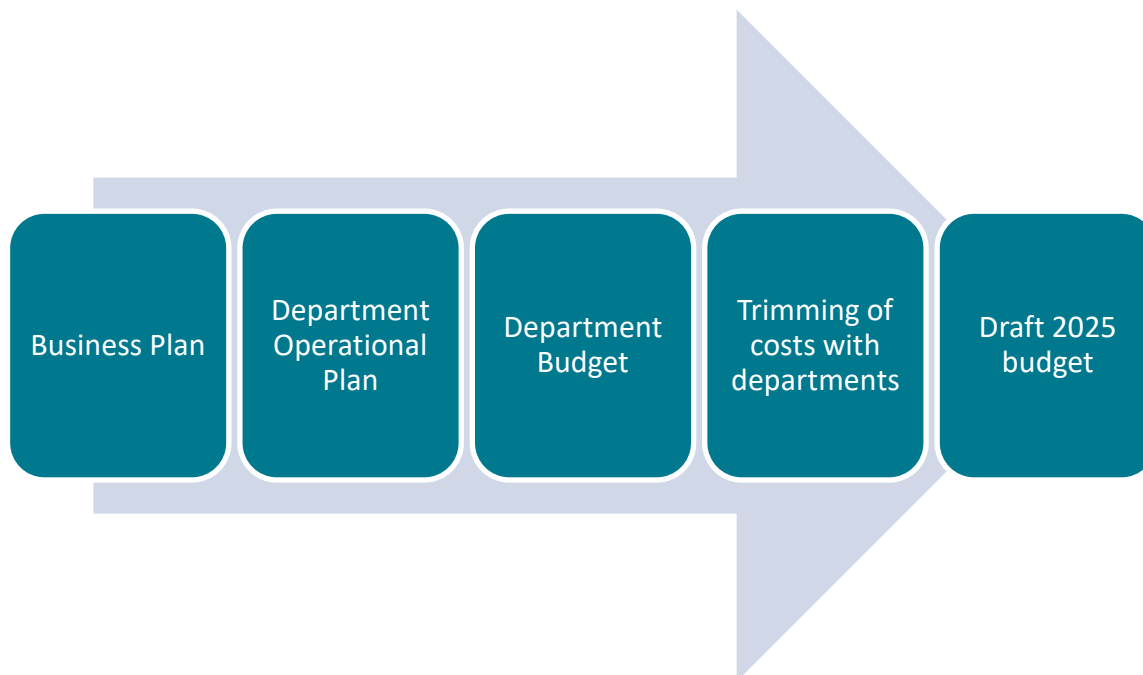 Business Plan
Department
Operational
Plan
Department
Budget
Trimming of
costs with
departments
Draft 2025
budget